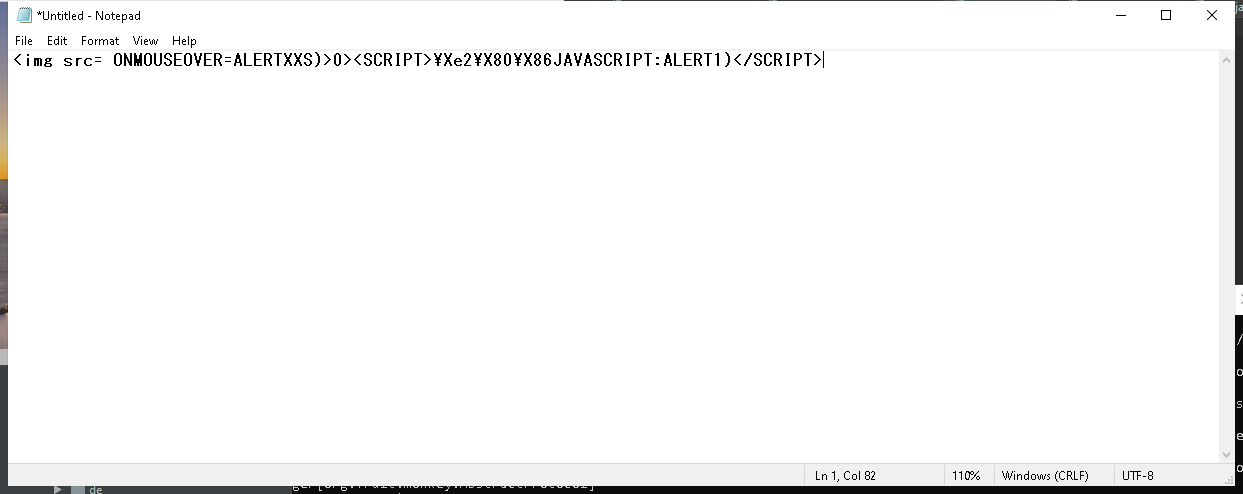 *Untitled - Notepad
File Edit Format View Help
<img src= ONMOUSEOVER=ALERTXXS)>0><SCRIPT>¥Xe2¥X80¥X86JAVASCRIPT:ALERT1)</SCRIPT>
Ln 1, Col 82 110% Windows (CRLF) UTF-8
de